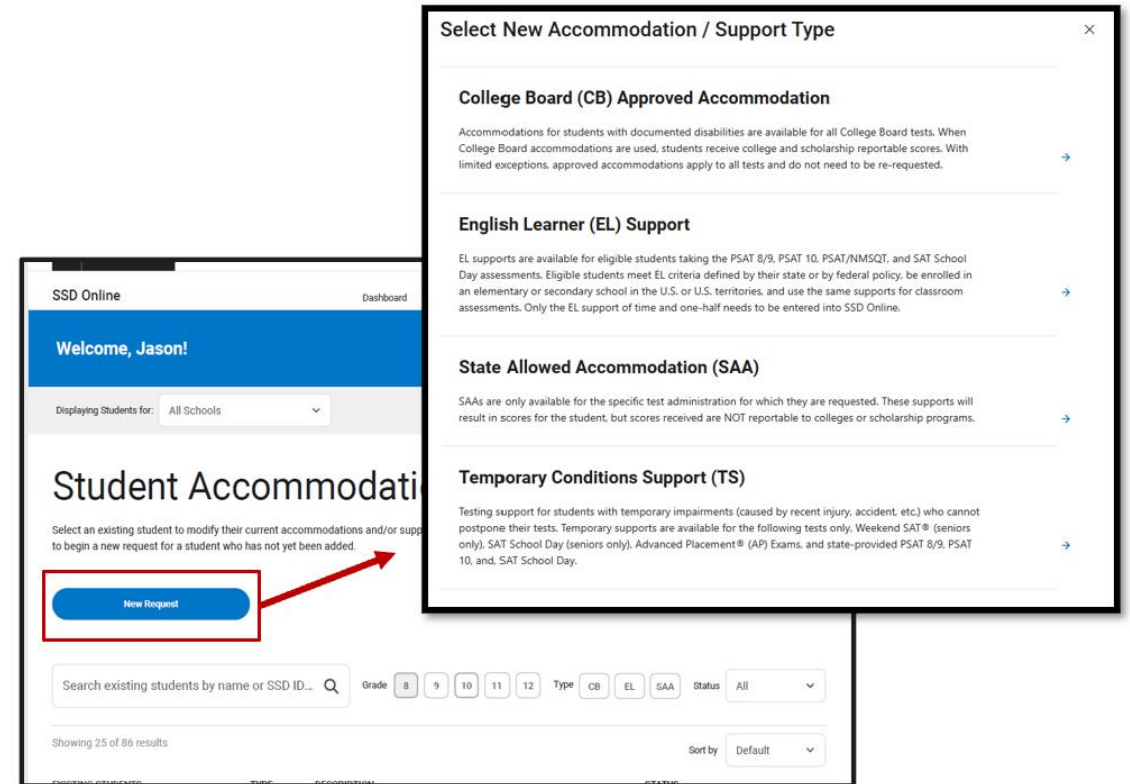 Select New Accommodation / Support Type
College Board (CB) Approved Accommodation
Accommodations for students with documented disabilities are available for all College Board tests. When
College Board accommodations are used, students receive college and scholarship reportable scores. With
limited exceptions, approved accommodations apply to all tests and do not need to be re-requested.
English Learner (EL) Support
EL supports are available for eligible students taking the PSAT 8/9, PSAT 10, PSAT/NMSQT, and SAT School
Day assessments. Eligible students meet EL criteria defined by their state or by federal policy, be enrolled in
an elementary or secondary school in the U.S. or U.S. territories, and use the same supports for classroom
assessments. Only the EL support of time and one-half needs to be entered into SSD Online.
State Allowed Accommodation (SAA)
SAAs are only available for the specific test administration for which they are requested. These supports will
result in scores for the student, but scores received are NOT reportable to colleges or scholarship programs.
Temporary Conditions Support (TS)
Testing support for students with temporary impairments (caused by recent injury, accident, etc.) who cannot
postpone their tests. Temporary supports are available for the following tests only, Weekend SAT® (seniors
only), SAT School Day (seniors only), Advanced Placement® (AP) Exams, and state-provided PSAT 8/9, PSAT
10, and, SAT School Day.
SSD Online Dashboard
Welcome, Jason!
Displaying Students for: All Schools
Student Accommodati
Select an existing student to modify their current accommodations and/or supp
to begin a new request for a student who has not yet been added.
New Request
Search existing students by name or SSD ID... Grade 8 9 10 11 12 Type CB EL SAA Status All
Showing 25 of 86 results Sort by Default
EXISTING STUDENTS TYPE DESCRIPTION STATUS